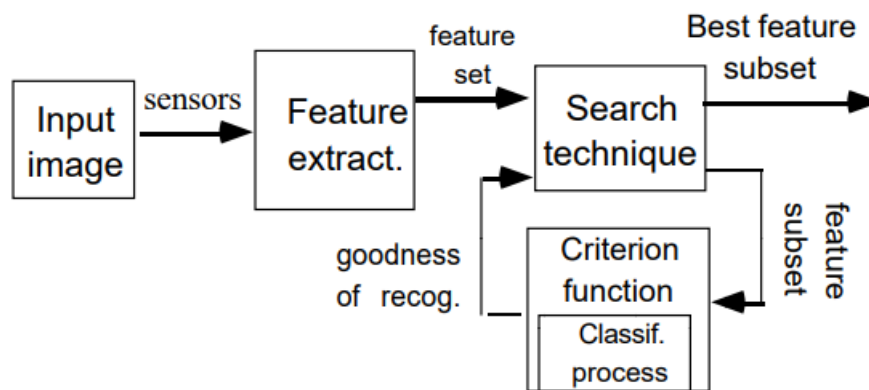 Input
image
sensors
Feature
extract.
feature
set
Search
technique
Best feature
subset
feature
subset
Criterion
function
Classif.
process
goodness
of recog.